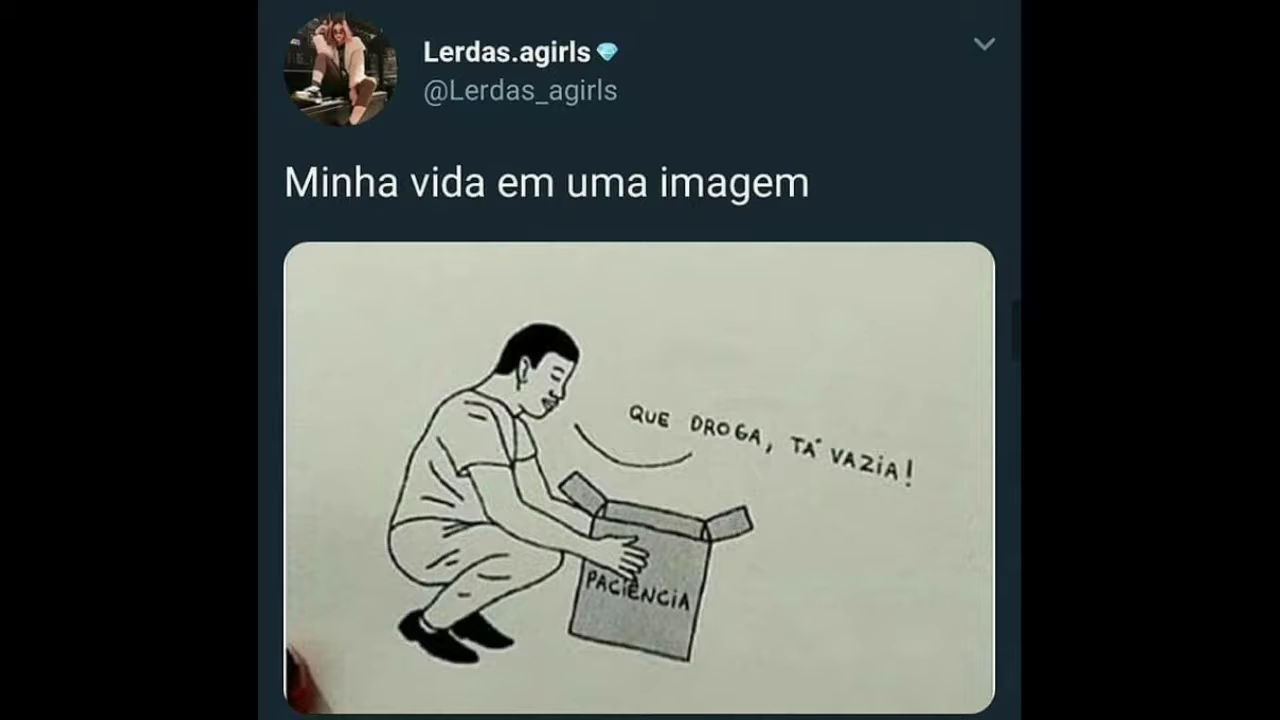 Lerdas.agirls
@Lerdas_agirls
Minha vida em uma imagem
QUE DROGA, TÁ VAZIA!
PACIÊNCIA